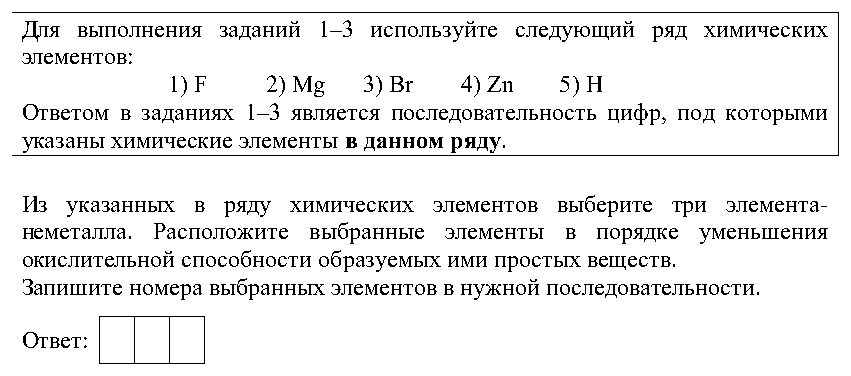 Для выполнения заданий 1–3 используйте следующий ряд химических
элементов:
1) F 2) Mg 3) Br 4) Zn 5) H
Ответом в заданиях 1–3 является последовательность цифр, под которыми
указаны химические элементы в данном ряду.
Из указанных в ряду химических элементов выберите три элемента-
неметалла. Расположите выбранные элементы в порядке уменьшения
окислительной способности образуемых ими простых веществ.
Запишите номера выбранных элементов в нужной последовательности.
Ответ: